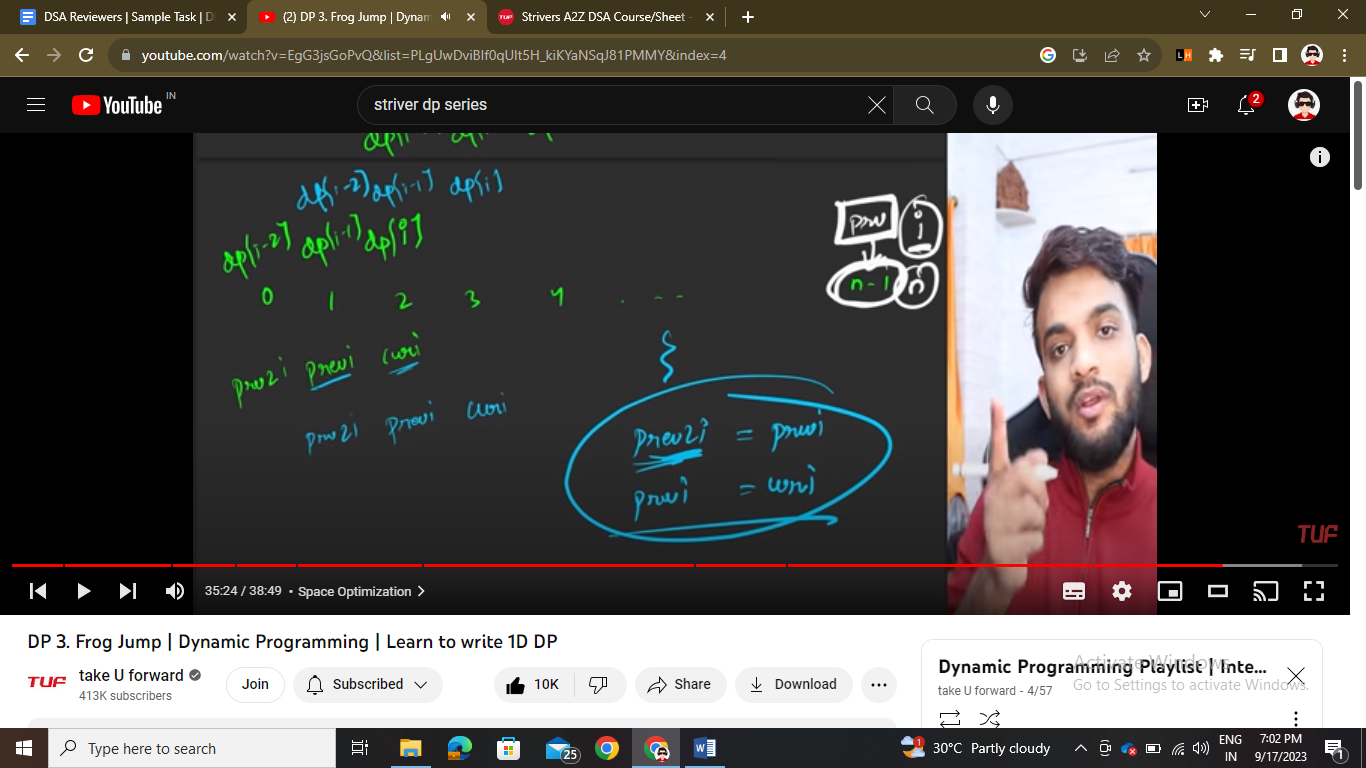 DSA Reviewers | Sample Task | D
(2) DP 3. Frog Jump | Dynam
TUF Strivers A2Z DSA Course/Sheet -
youtube.com/watch?v=EgG3jsGoPvQ&list=PLgUwDviBIf0qUlt5H_kiKYaNSqJ81PMMY&index=4
LH
YouTube IN
striver dp series
2
dp[i-2] dp[i-1] dp[i]
dp[i-2] dp[i-1] dp[i]
prev i
n-1 n
0 1 2 3 4 . . . .
prev2i previ curi
}
prev2i previ curi
prev2i = previ
previ = curi
TUF
35:24 / 38:49 • Space Optimization >
DP 3. Frog Jump | Dynamic Programming | Learn to write 1D DP
TUF take U forward
413K subscribers
Join
Subscribed
10K
Share
Download
...
Dynamic Programming Playlist | Inte...
take U forward - 4/57
Activate Windows
Go to Settings to activate Windows.
Type here to search
25
1
30°C Partly cloudy
ENG
IN
7:02 PM
9/17/2023
1